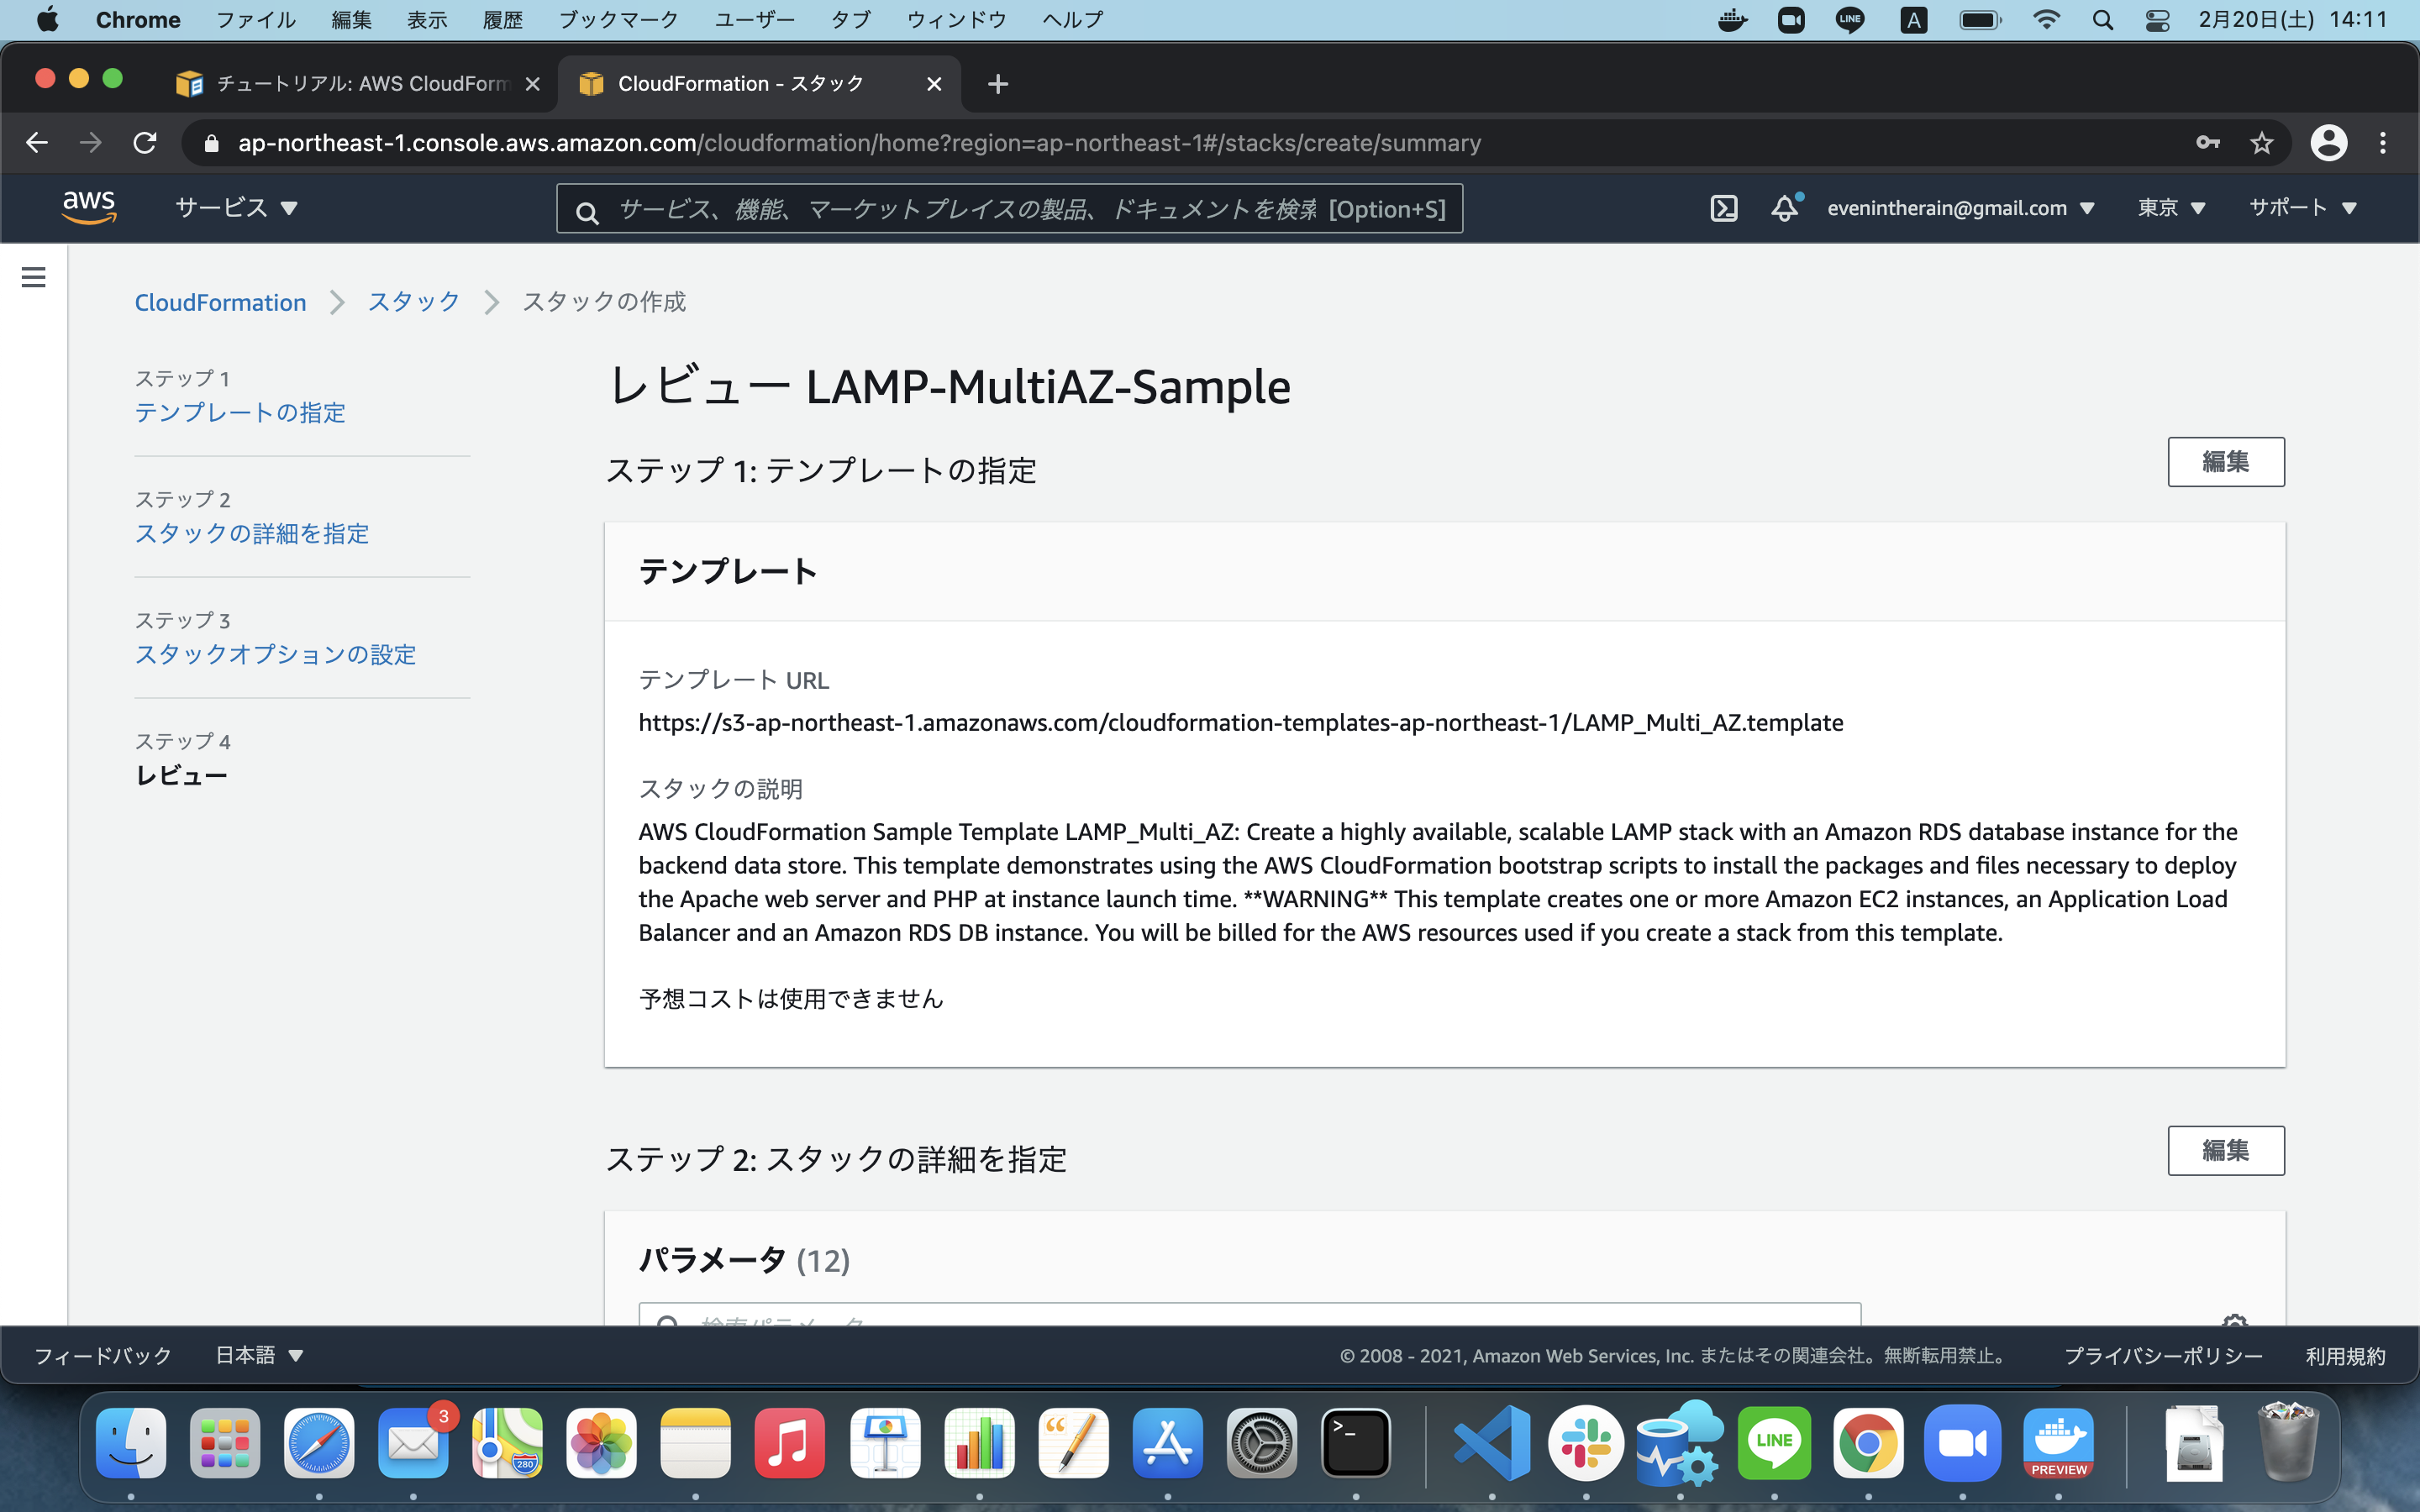 Chrome ファイル 編集 表示 履歴 ブックマーク ユーザー タブ ウィンドウ ヘルプ LINE A 2月20日(土) 14:11
チュートリアル: AWS CloudForm
CloudFormation - スタック
ap-northeast-1.console.aws.amazon.com/cloudformation/home?region=ap-northeast-1#/stacks/create/summary
aws サービス サービス、機能、マーケットプレイスの製品、ドキュメントを検索 [Option+S] evenintherain@gmail.com 東京 サポート
CloudFormation スタック スタックの作成
ステップ 1
テンプレートの指定
ステップ 2
スタックの詳細を指定
ステップ 3
スタックオプションの設定
ステップ 4
レビュー
レビュー LAMP-MultiAZ-Sample
ステップ 1: テンプレートの指定
編集
テンプレート
テンプレート URL
https://s3-ap-northeast-1.amazonaws.com/cloudformation-templates-ap-northeast-1/LAMP_Multi_AZ.template
スタックの説明
AWS CloudFormation Sample Template LAMP_Multi_AZ: Create a highly available, scalable LAMP stack with an Amazon RDS database instance for the
backend data store. This template demonstrates using the AWS CloudFormation bootstrap scripts to install the packages and files necessary to deploy
the Apache web server and PHP at instance launch time. **WARNING** This template creates one or more Amazon EC2 instances, an Application Load
Balancer and an Amazon RDS DB instance. You will be billed for the AWS resources used if you create a stack from this template.
予想コストは使用できません
ステップ 2: スタックの詳細を指定
編集
パラメータ (12)
検索パラメータ
フィードバック 日本語 © 2008 - 2021, Amazon Web Services, Inc. またはその関連会社。無断転用禁止。 プライバシーポリシー 利用規約
3
280
LINE
PREVIEW